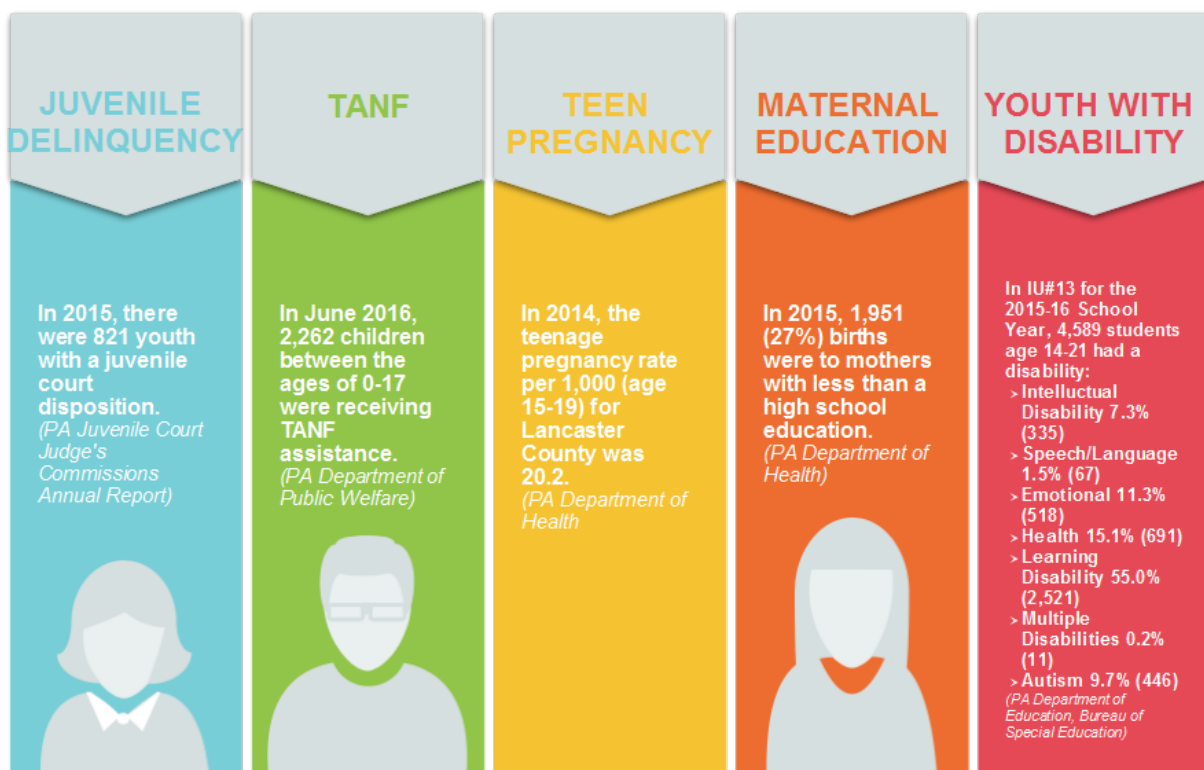 JUVENILE
DELINQUENCY
In 2015, there
were 821 youth
with a juvenile
court
disposition.
(PA Juvenile Court
Judge's
Commissions
Annual Report)
TANF
In June 2016,
2,262 children
between the
ages of 0-17
were receiving
TANF
assistance.
(PA Department of
Public Welfare)
TEEN
PREGNANCY
In 2014, the
teenage
pregnancy rate
per 1,000 (age
15-19) for
Lancaster
County was
20.2.
(PA Department of
Health
MATERNAL
EDUCATION
In 2015, 1,951
(27%) births
were to mothers
with less than a
high school
education.
(PA Department of
Health)
YOUTH WITH
DISABILITY
In IU#13 for the
2015-16 School
Year, 4,589 students
age 14-21 had a
disability:
➢ Intelluctual
Disability 7.3%
(335)
➢ Speech/Language
1.5% (67)
➢ Emotional 11.3%
(518)
➢ Health 15.1% (691)
➢ Learning
Disability 55.0%
(2,521)
➢ Multiple
Disabilities 0.2%
(11)
➢ Autism 9.7% (446)
(PA Department of
Education, Bureau of
Special Education)